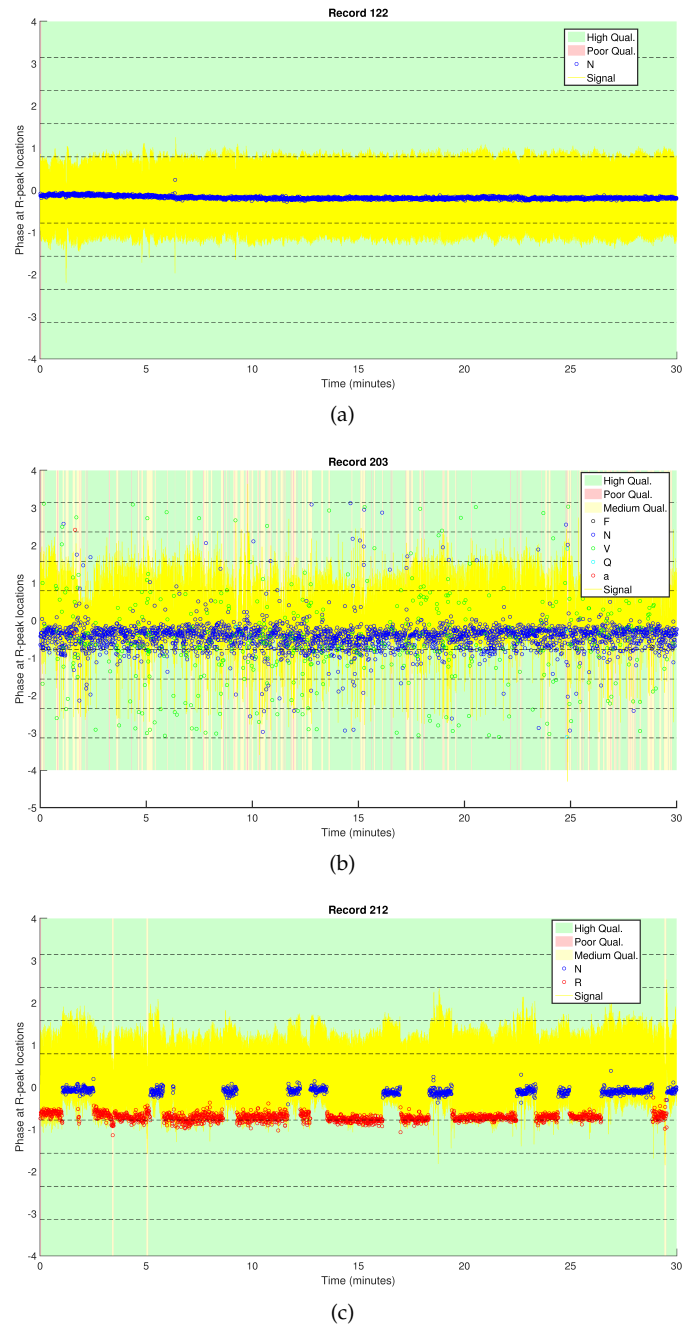 Record 122
4
3
2
1
0
-1
-2
-3
-4
Phase at R-peak locations
High Qual.
Poor Qual.
N
Signal
0 5 10 15 20 25 30
Time (minutes)
(a)
Record 203
4
3
2
1
0
-1
-2
-3
-4
-5
Phase at R-peak locations
High Qual.
Poor Qual.
Medium Qual.
F
N
V
Q
a
Signal
0 5 10 15 20 25 30
Time (minutes)
(b)
Record 212
4
3
2
1
0
-1
-2
-3
-4
Phase at R-peak locations
High Qual.
Poor Qual.
Medium Qual.
N
R
Signal
0 5 10 15 20 25 30
Time (minutes)
(c)